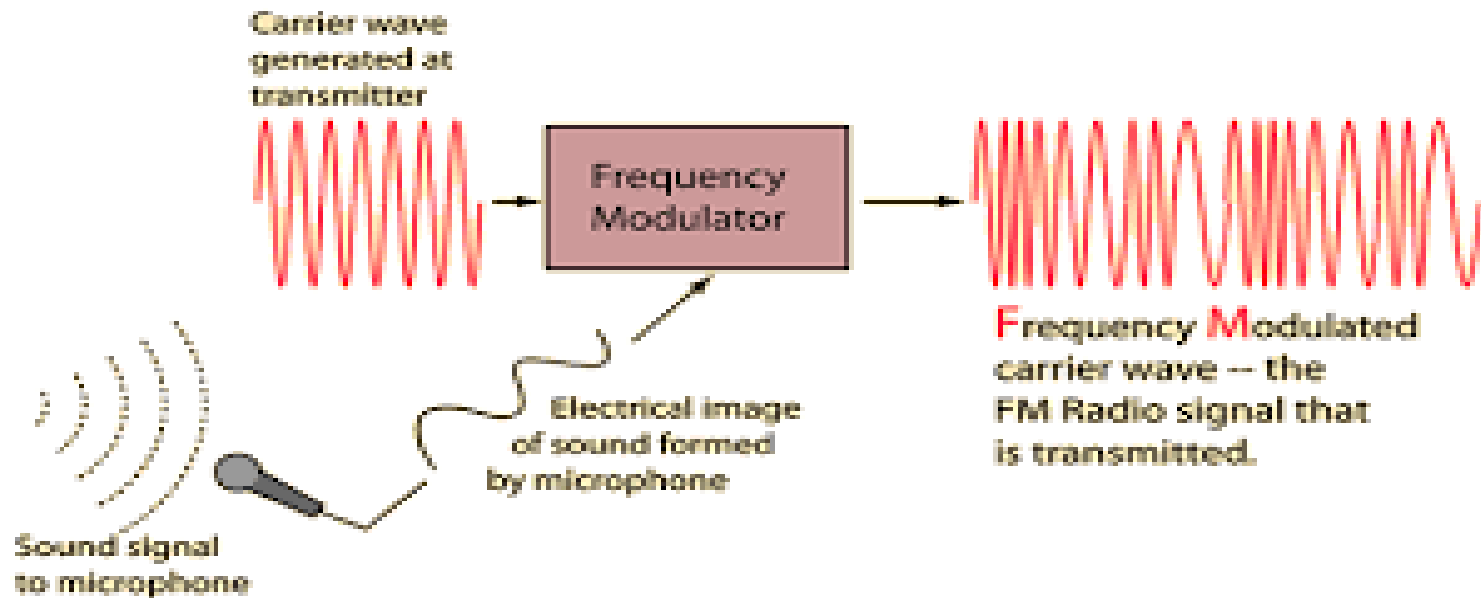 Carrier wave
generated at
transmitter
Frequency
Modulator
Frequency Modulated
carrier wave -- the
FM Radio signal that
is transmitted.
Electrical image
of sound formed
by microphone
Sound signal
to microphone